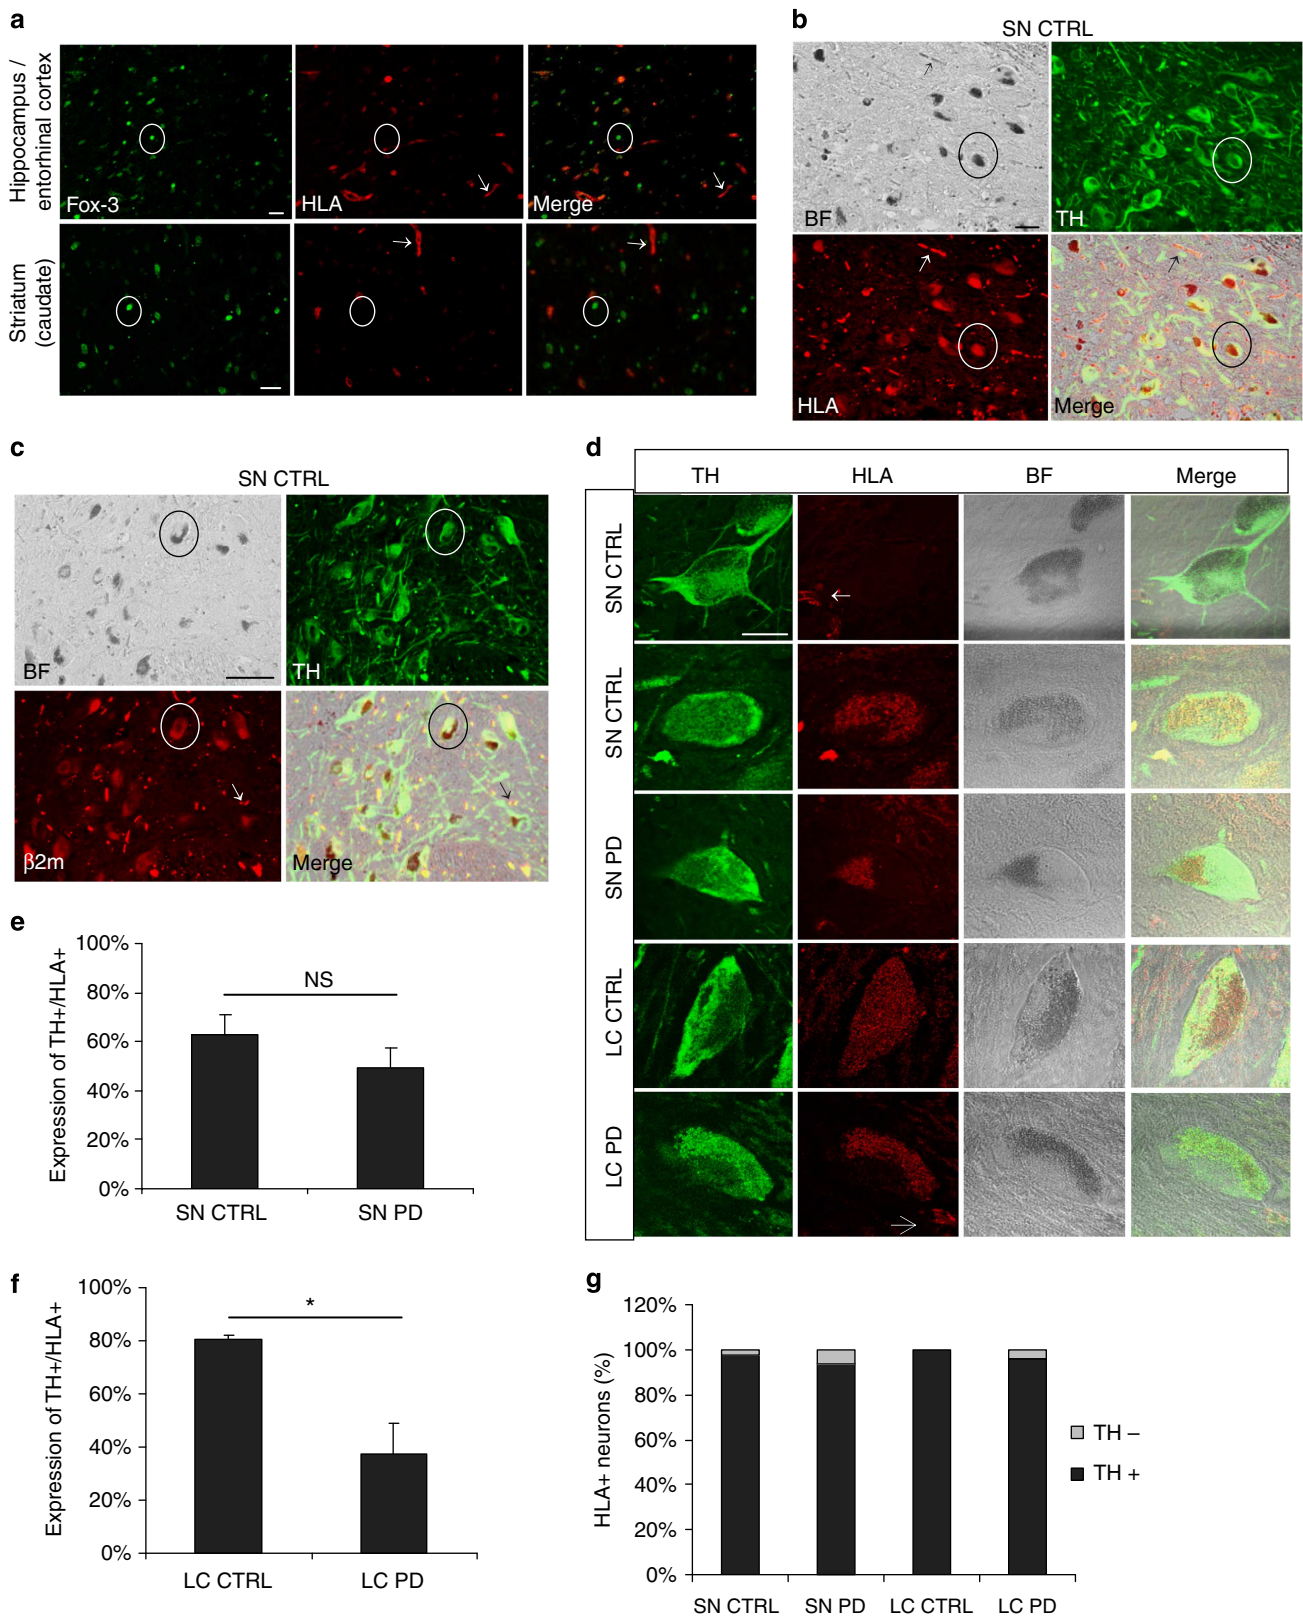 a
Hippocampus /
entorhinal cortex
Fox-3
HLA
Merge
Striatum
(caudate)
b
SN CTRL
BF
TH
HLA
Merge
c
SN CTRL
BF
TH
β2m
Merge
d
TH HLA BF Merge
SN CTRL
SN CTRL
SN PD
LC CTRL
LC PD
e
Expression of TH+/HLA+
100%
80%
60%
40%
20%
0%
NS
SN CTRL SN PD
f
Expression of TH+/HLA+
100%
80%
60%
40%
20%
0%
*
LC CTRL LC PD
g
HLA+ neurons (%)
120%
100%
80%
60%
40%
20%
0%
SN CTRL SN PD LC CTRL LC PD
TH –
TH +